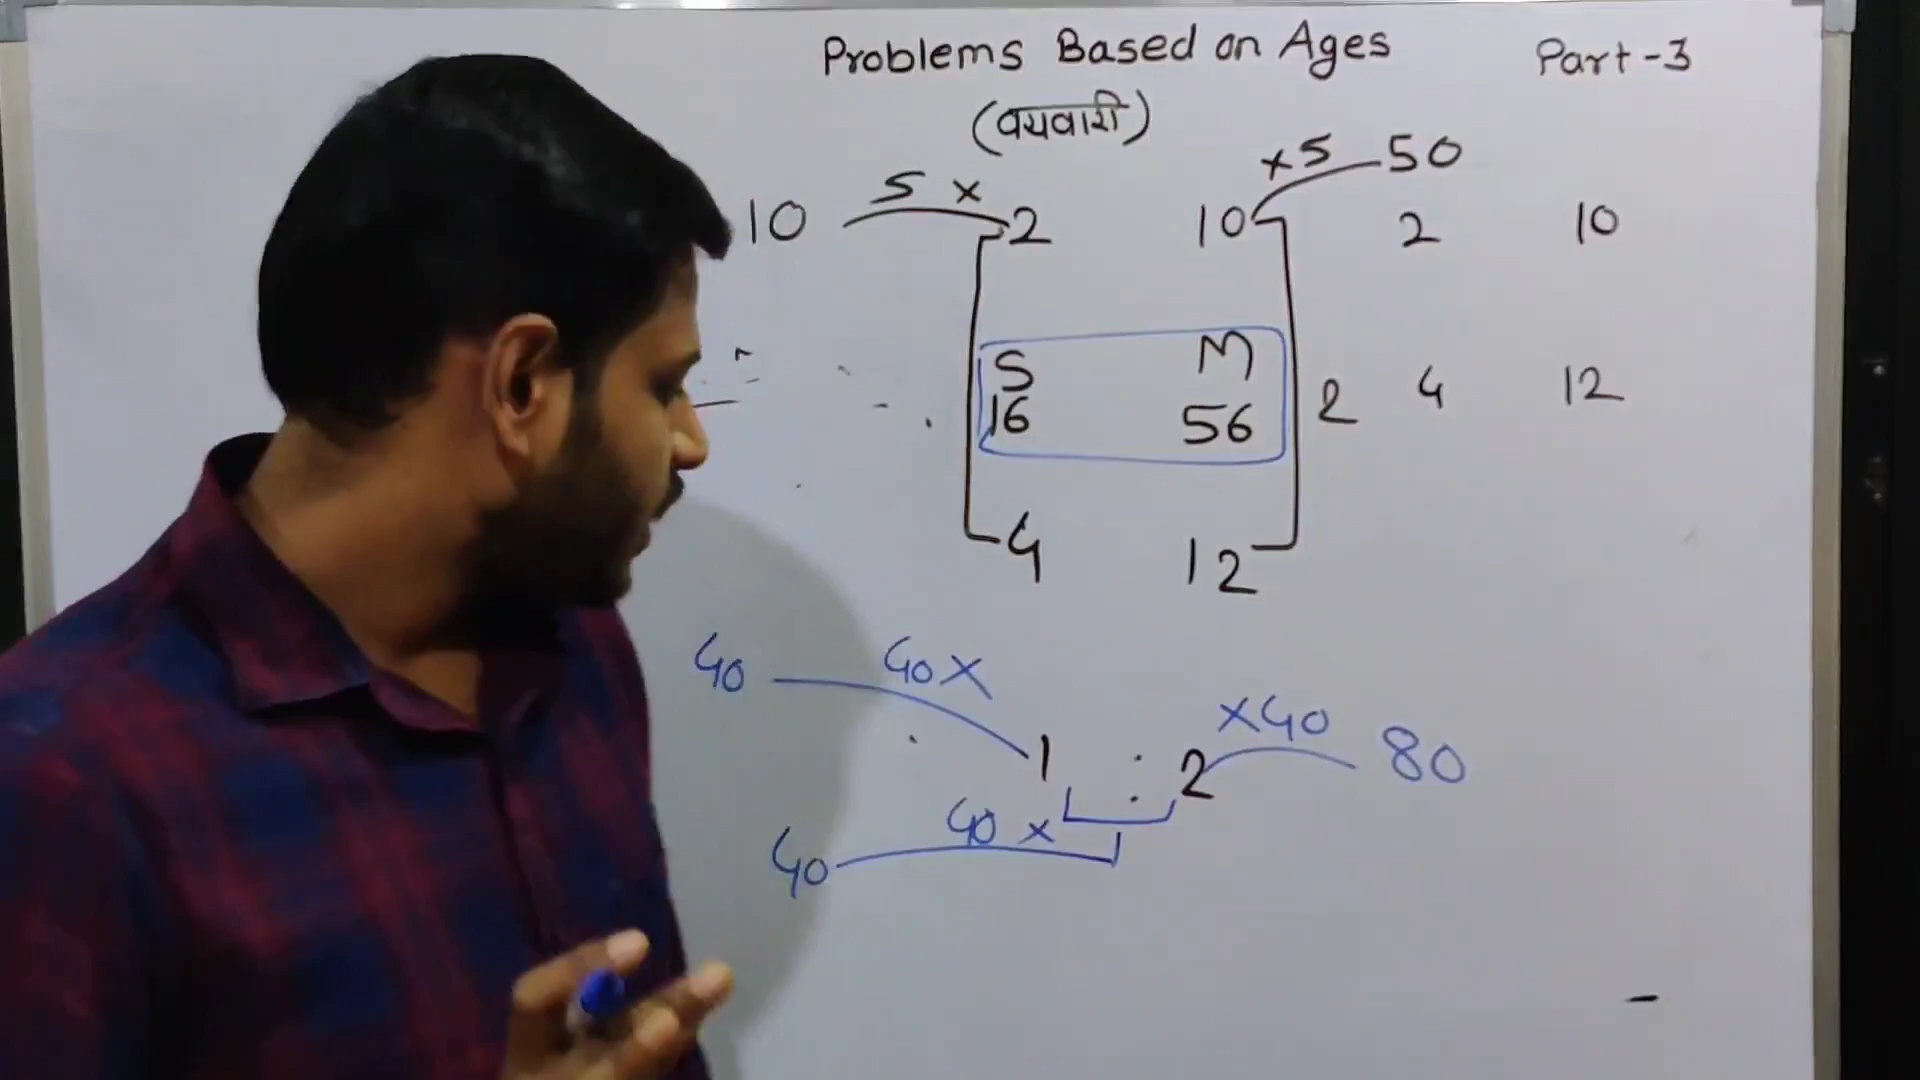 Problems Based on Ages Part-3
(वयवारी)
×5 50
10 5 × 2 10 2 10
S M
16 56 2 4 12
4 12
40 40× ×40
1 : 2 80
40 40 ×